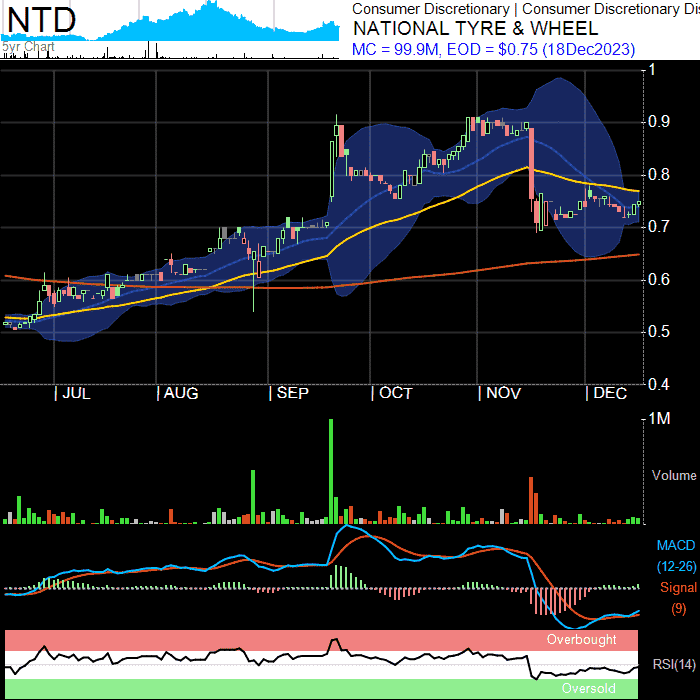 NTD
5yr Chart
Consumer Discretionary | Consumer Discretionary Dis
NATIONAL TYRE & WHEEL
MC = 99.9M, EOD = $0.75 (18Dec2023)
1
0.9
0.8
0.7
0.6
0.5
0.4
| JUL | AUG | SEP | OCT | NOV | DEC
1M
Volume
MACD
(12-26)
Signal
(9)
Overbought
RSI(14)
Oversold